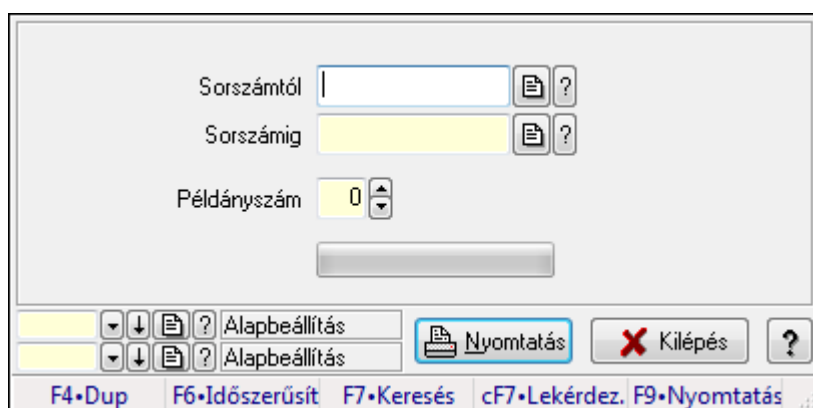 Sorszámtól ?
Sorszámig ?
Példányszám 0
? Alapbeállítás
? Alapbeállítás
Nyomtatás Kilépés ?
F4•Dup F6•Időszerűsít F7•Keresés cF7•Lekérdez. F9•Nyomtatás